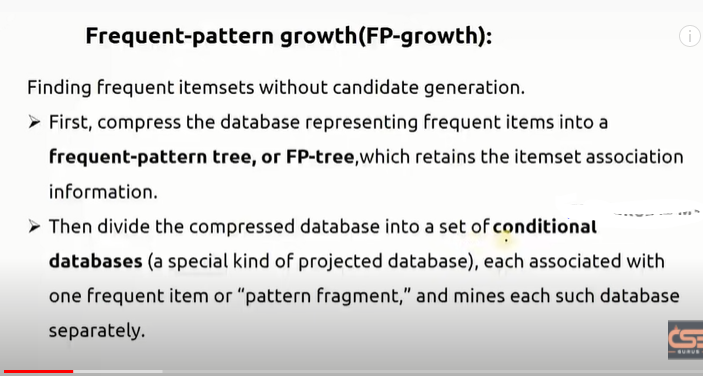 Frequent-pattern growth(FP-growth):
Finding frequent itemsets without candidate generation.
➢ First, compress the database representing frequent items into a
frequent-pattern tree, or FP-tree,which retains the itemset association
information.
➢ Then divide the compressed database into a set of conditional
databases (a special kind of projected database), each associated with
one frequent item or “pattern fragment,” and mines each such database
separately.